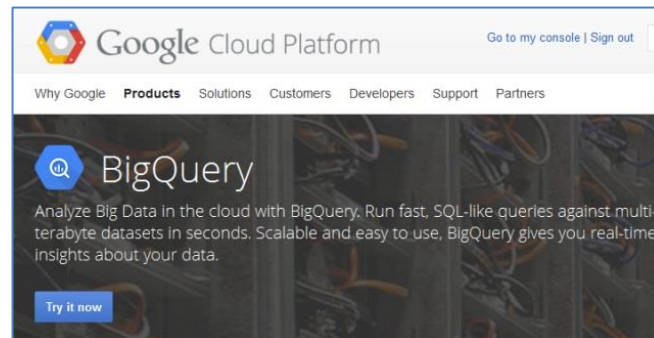 Google Cloud Platform
Go to my console | Sign out
Why Google Products Solutions Customers Developers Support Partners
BigQuery
Analyze Big Data in the cloud with BigQuery. Run fast, SQL-like queries against multi-
terabyte datasets in seconds. Scalable and easy to use, BigQuery gives you real-time
insights about your data.
Try it now